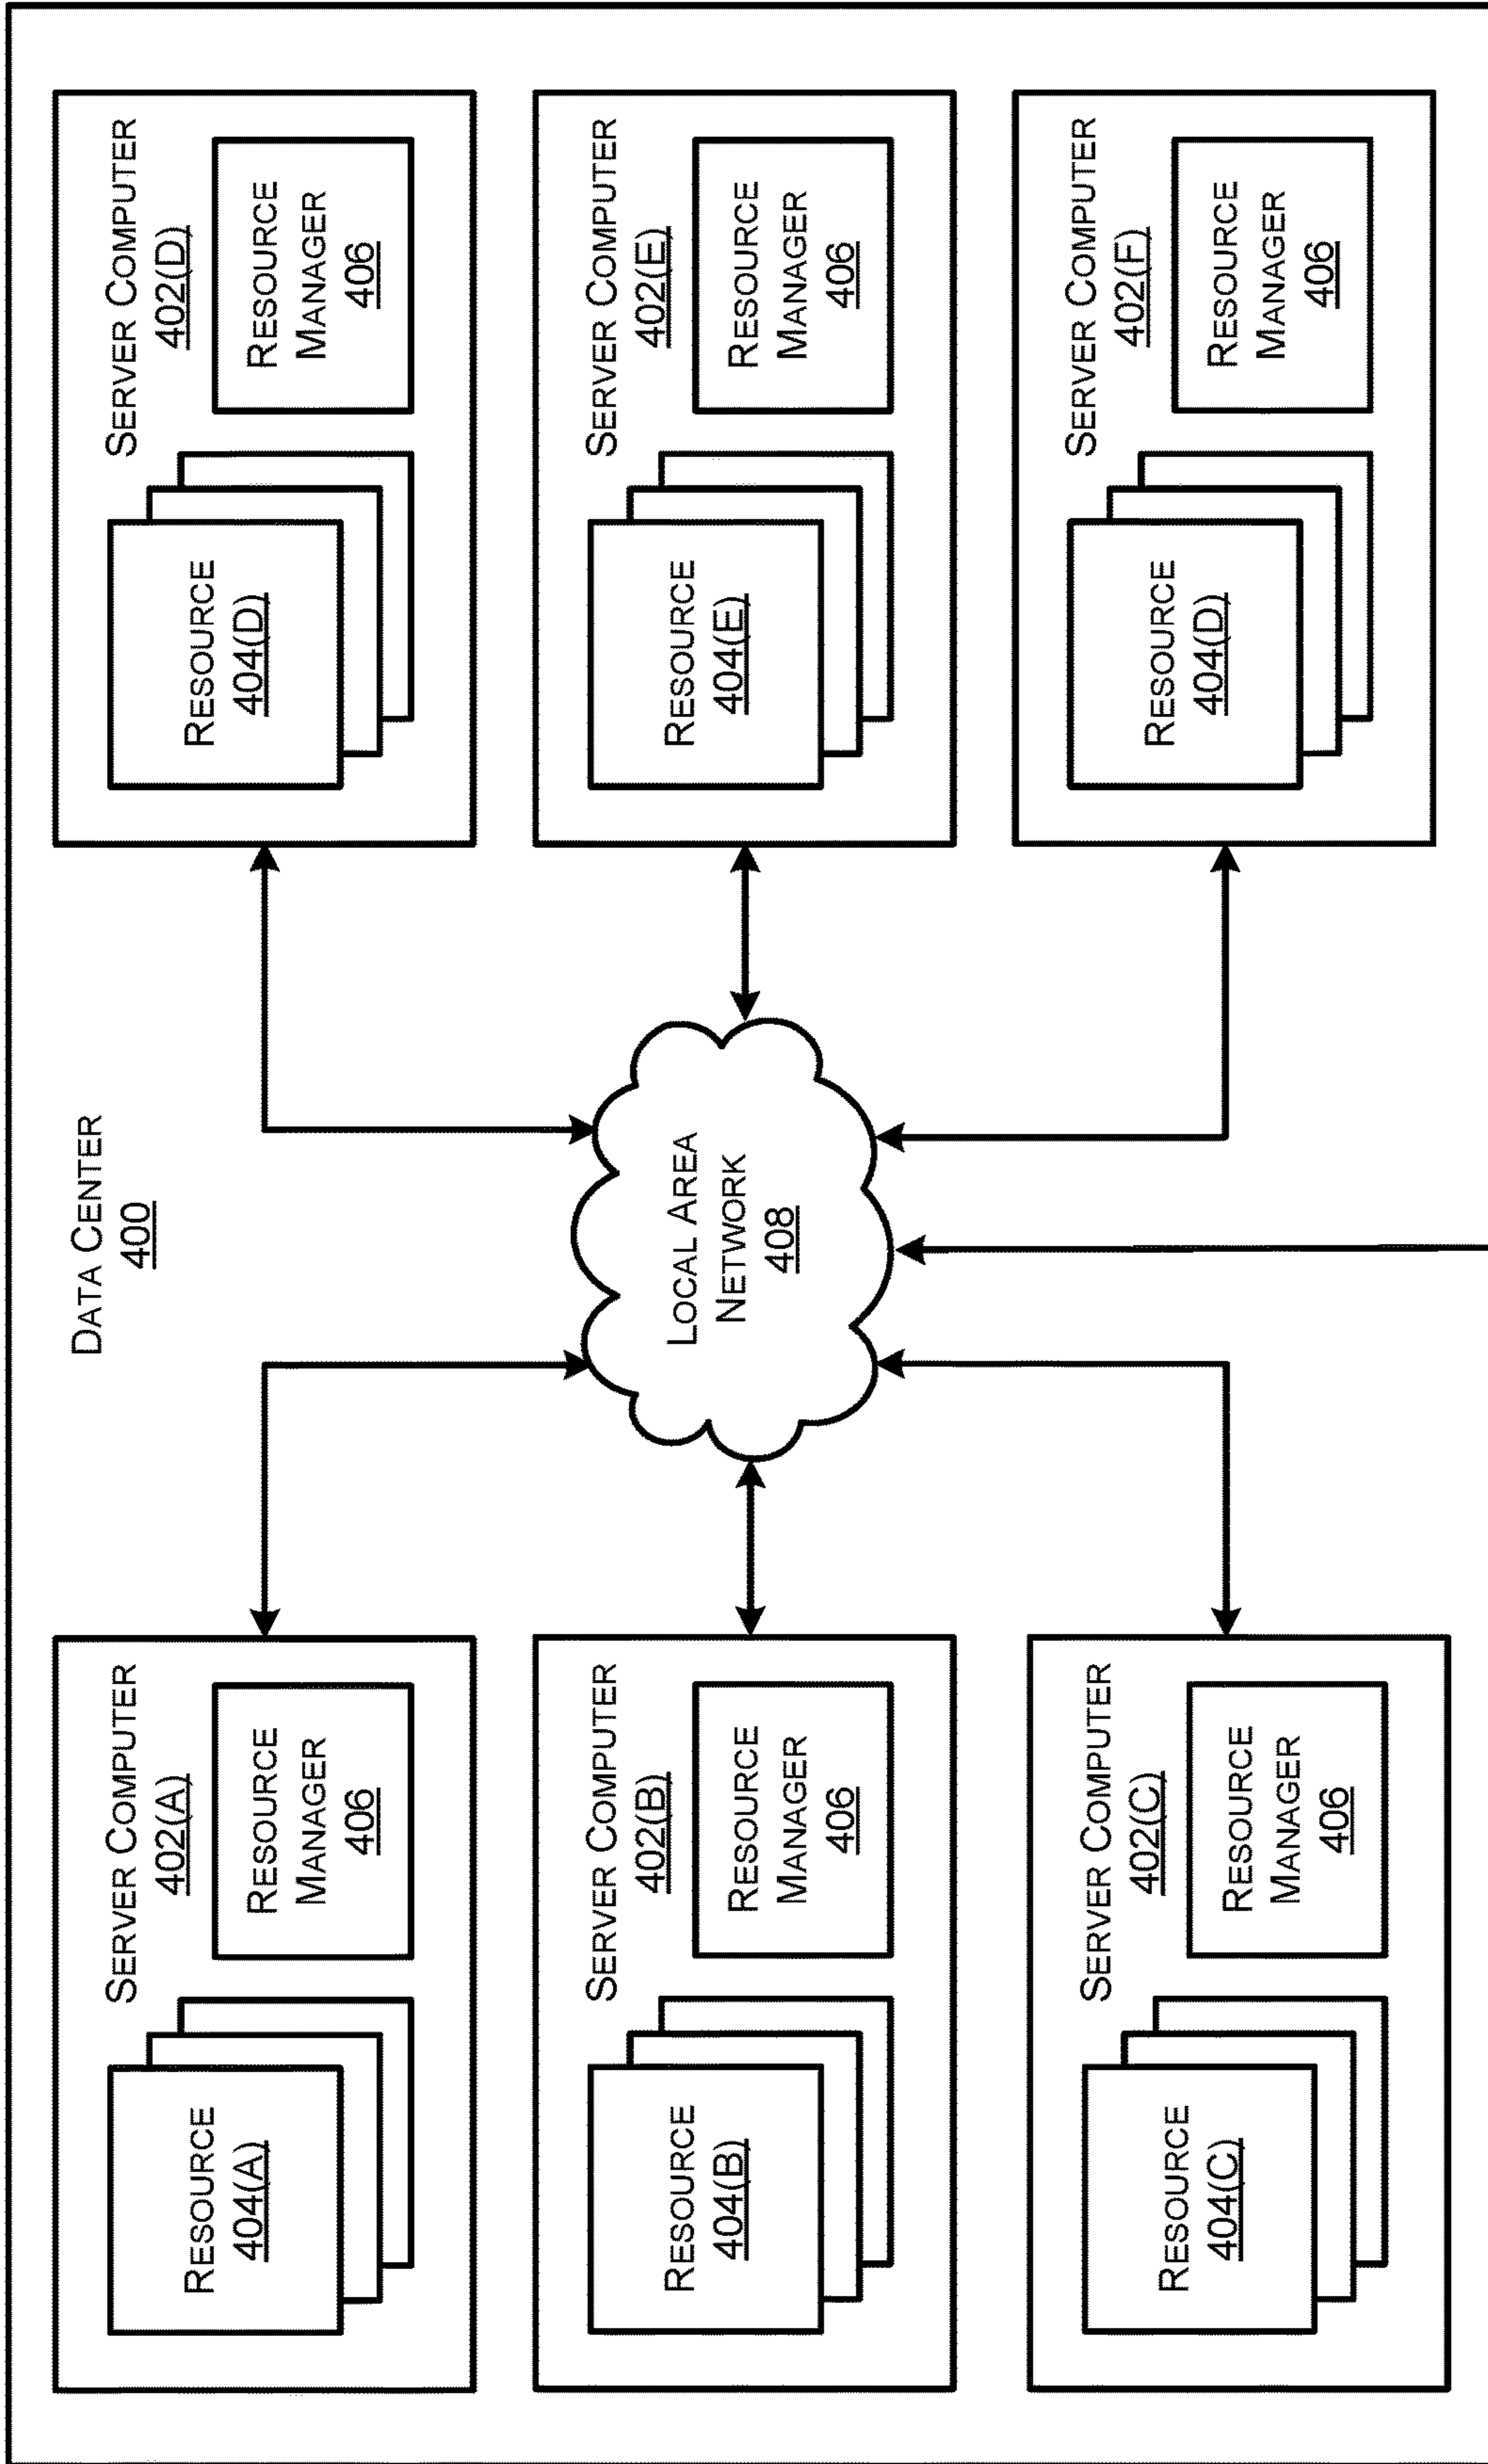 DATA CENTER
400
SERVER COMPUTER
402(A)
RESOURCE
404(A)
RESOURCE
MANAGER
406
SERVER COMPUTER
402(D)
RESOURCE
404(D)
RESOURCE
MANAGER
406
SERVER COMPUTER
402(B)
RESOURCE
404(B)
RESOURCE
MANAGER
406
LOCAL AREA
NETWORK
408
SERVER COMPUTER
402(E)
RESOURCE
404(E)
RESOURCE
MANAGER
406
SERVER COMPUTER
402(C)
RESOURCE
404(C)
RESOURCE
MANAGER
406
SERVER COMPUTER
402(F)
RESOURCE
404(D)
RESOURCE
MANAGER
406